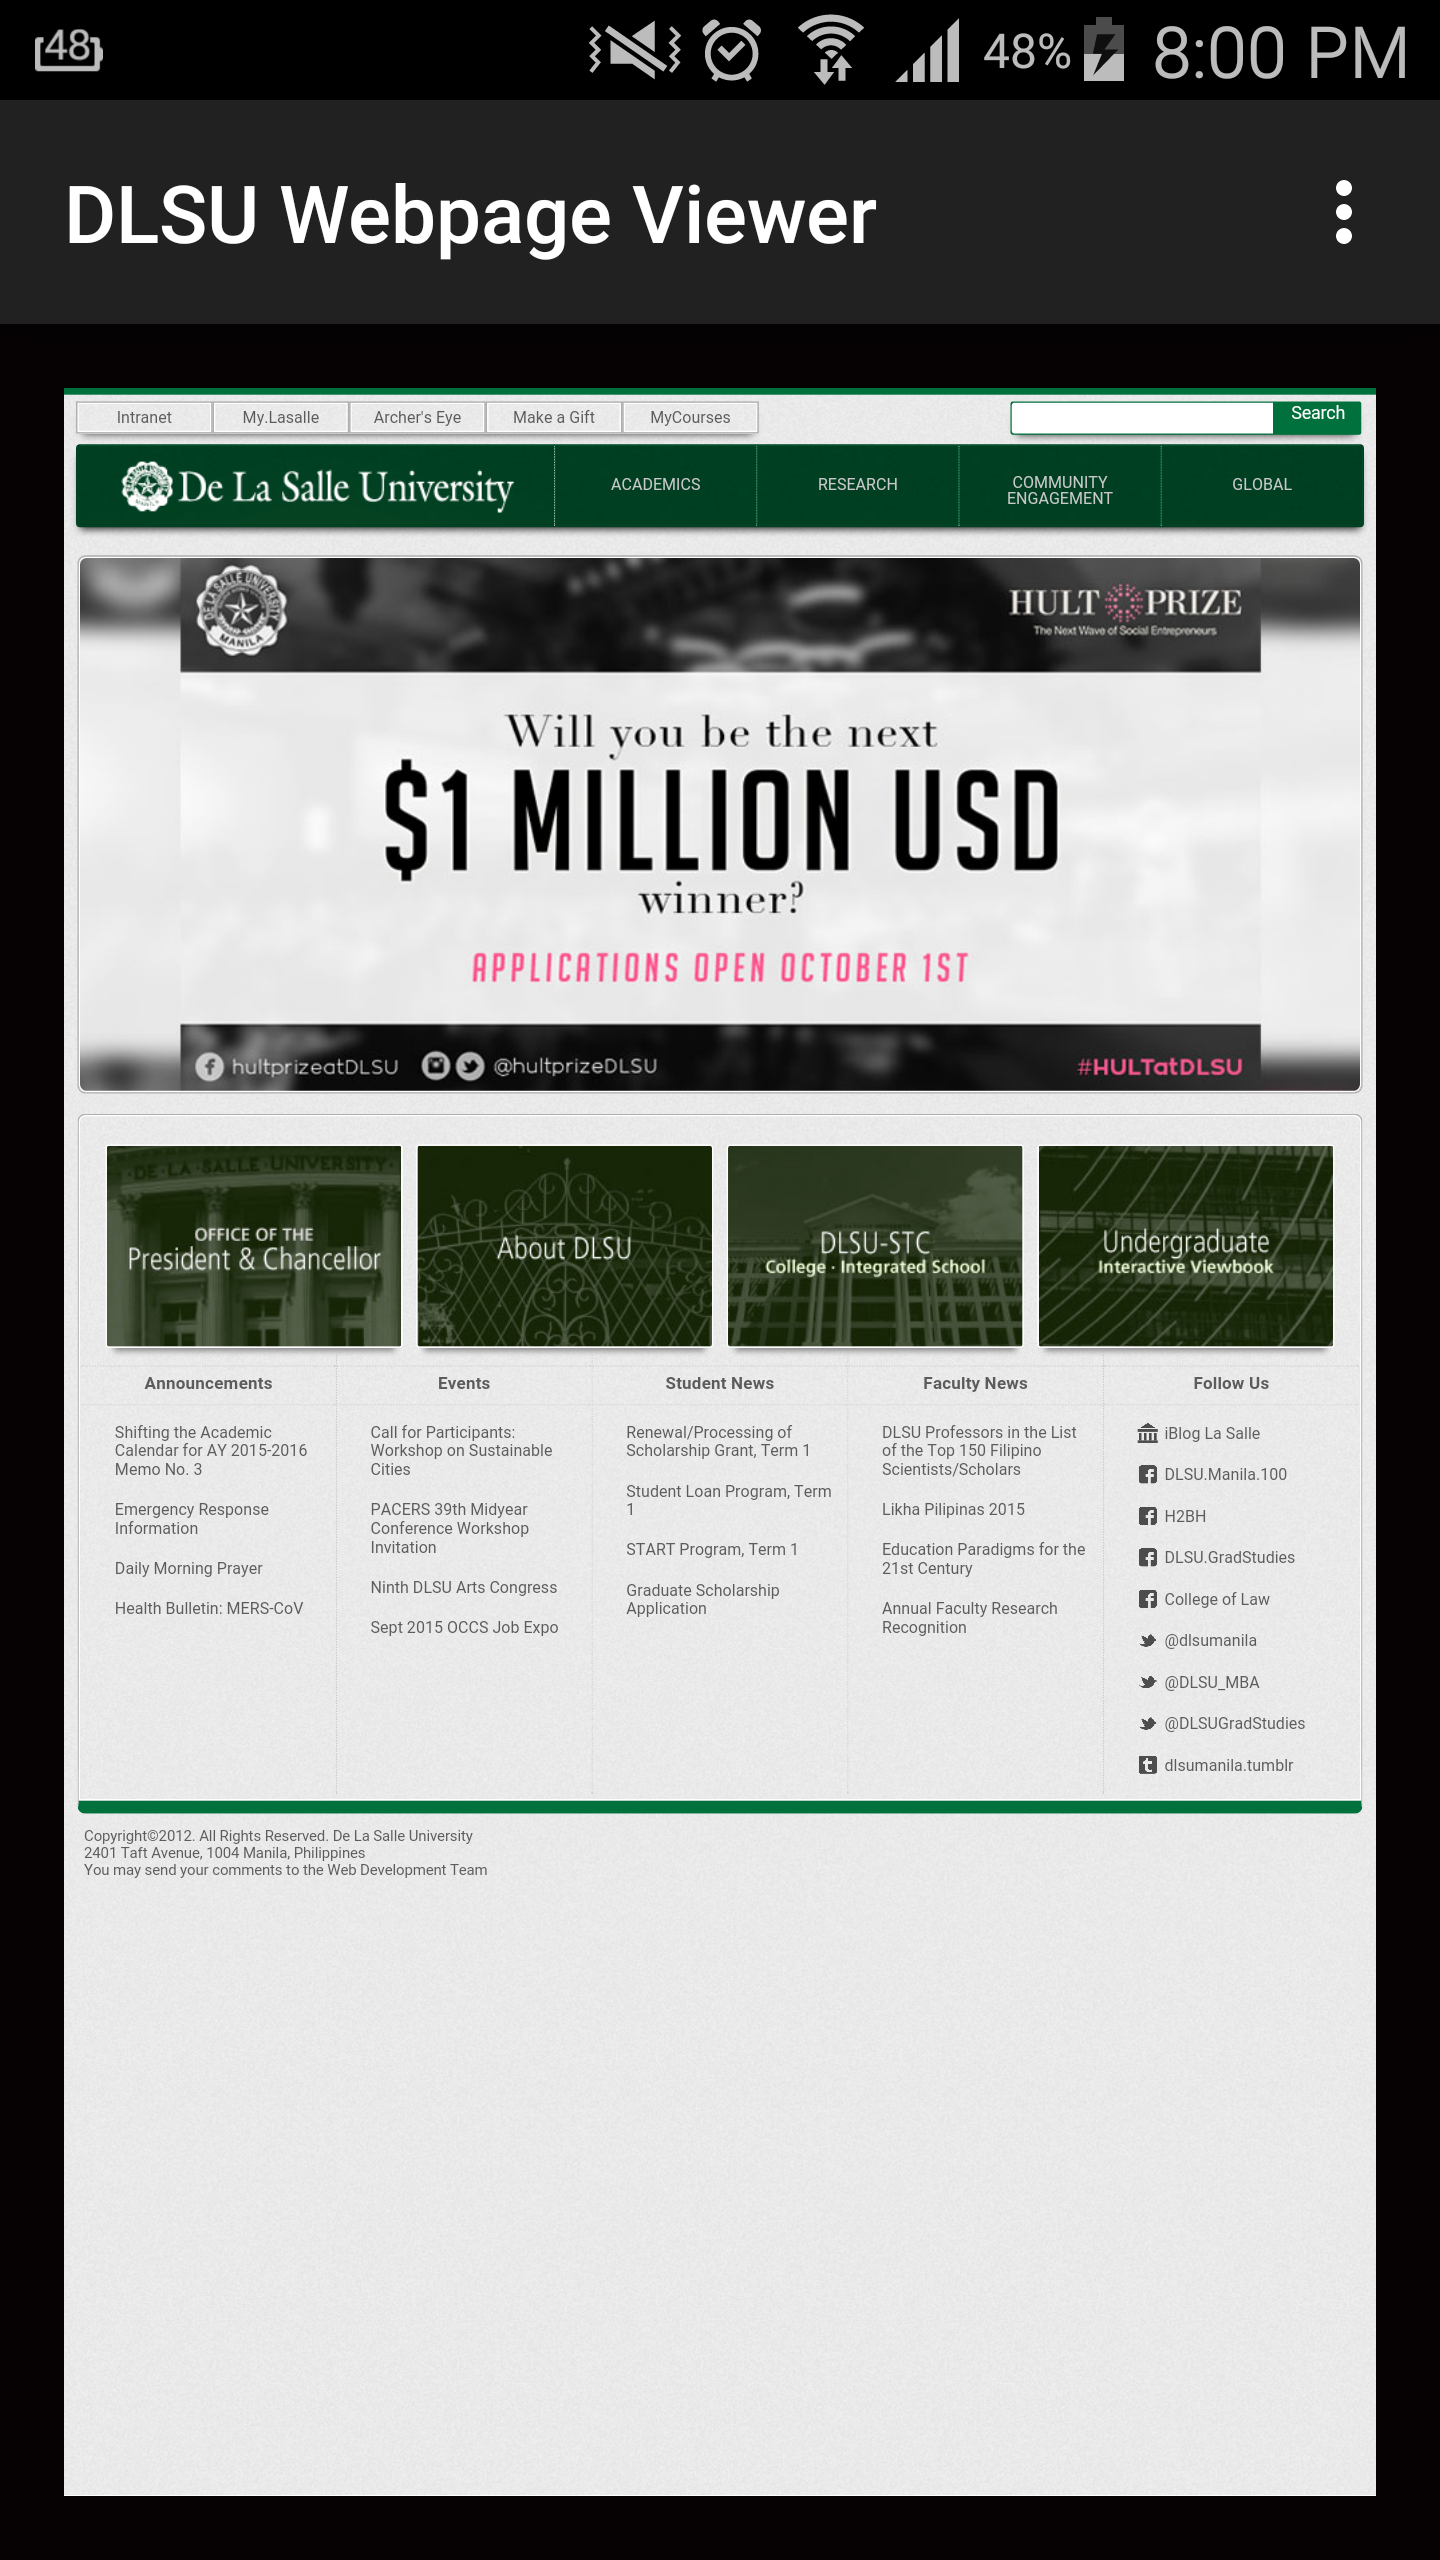 48
48% 8:00 PM
DLSU Webpage Viewer
Intranet My.Lasalle Archer's Eye Make a Gift MyCourses Search
De La Salle University ACADEMICS RESEARCH COMMUNITY ENGAGEMENT GLOBAL
DE LA SALLE UNIVERSITY
MANILA
HULT PRIZE
The Next Wave of Social Entrepreneurs
Will you be the next
$1 MILLION USD
winner?
APPLICATIONS OPEN OCTOBER 1ST
hultprizeatDLSU @hultprizeDLSU #HULTatDLSU
DE LA SALLE UNIVERSITY
OFFICE OF THE
President & Chancellor
About DLSU
DLSU-STC
College · Integrated School
Undergraduate
Interactive Viewbook
Announcements
Shifting the Academic
Calendar for AY 2015-2016
Memo No. 3
Emergency Response
Information
Daily Morning Prayer
Health Bulletin: MERS-CoV
Events
Call for Participants:
Workshop on Sustainable
Cities
PACERS 39th Midyear
Conference Workshop
Invitation
Ninth DLSU Arts Congress
Sept 2015 OCCS Job Expo
Student News
Renewal/Processing of
Scholarship Grant, Term 1
Student Loan Program, Term
1
START Program, Term 1
Graduate Scholarship
Application
Faculty News
DLSU Professors in the List
of the Top 150 Filipino
Scientists/Scholars
Likha Pilipinas 2015
Education Paradigms for the
21st Century
Annual Faculty Research
Recognition
Follow Us
iBlog La Salle
DLSU.Manila.100
H2BH
DLSU.GradStudies
College of Law
@dlsumanila
@DLSU_MBA
@DLSUGradStudies
dlsumanila.tumblr
Copyright©2012. All Rights Reserved. De La Salle University
2401 Taft Avenue, 1004 Manila, Philippines
You may send your comments to the Web Development Team